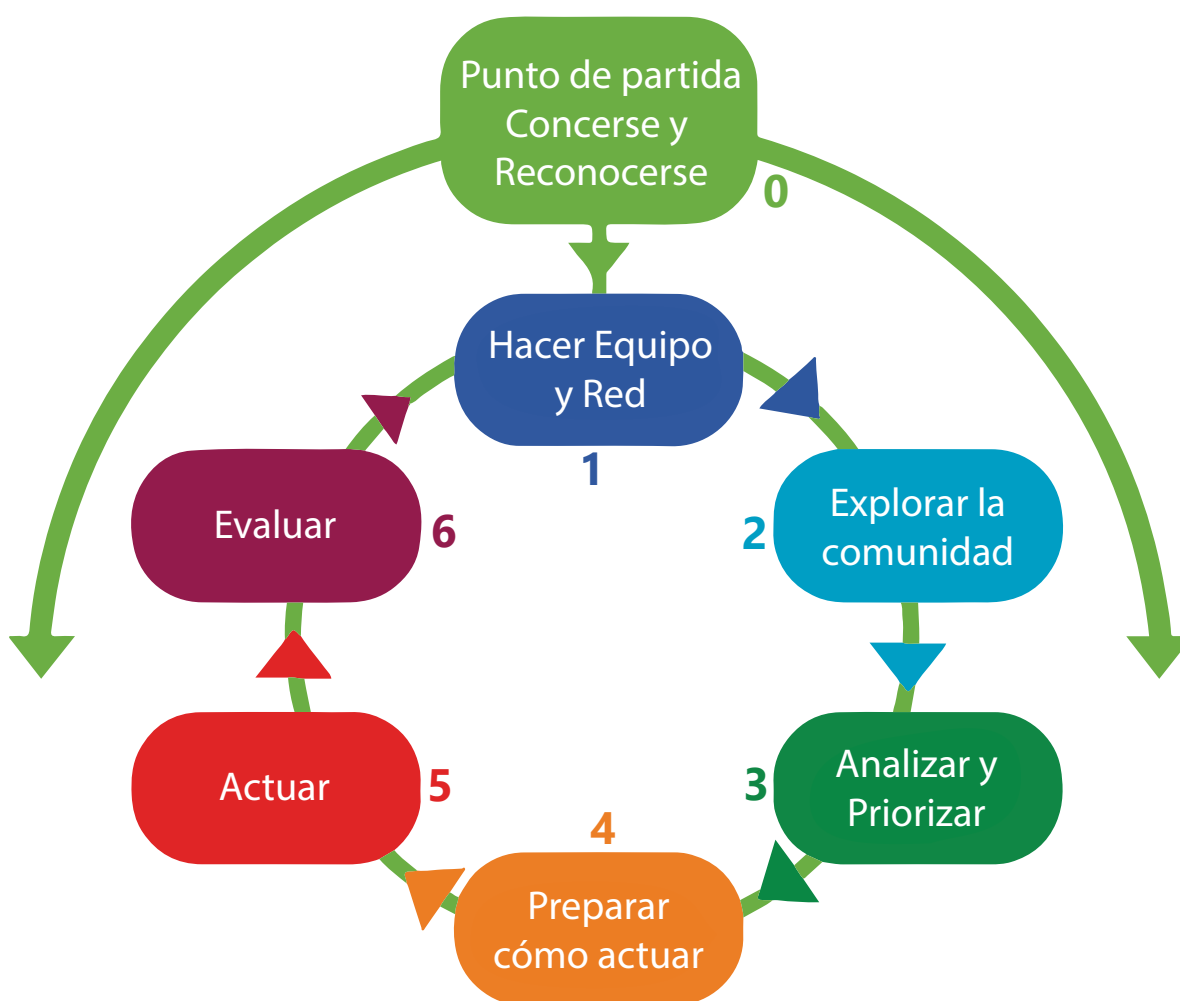 Punto de partida
Concerse y
Reconocerse
0
Hacer Equipo
y Red
1
Explorar la
comunidad
2
Analizar y
Priorizar
3
4
Preparar
cómo actuar
Actuar
5
Evaluar
6